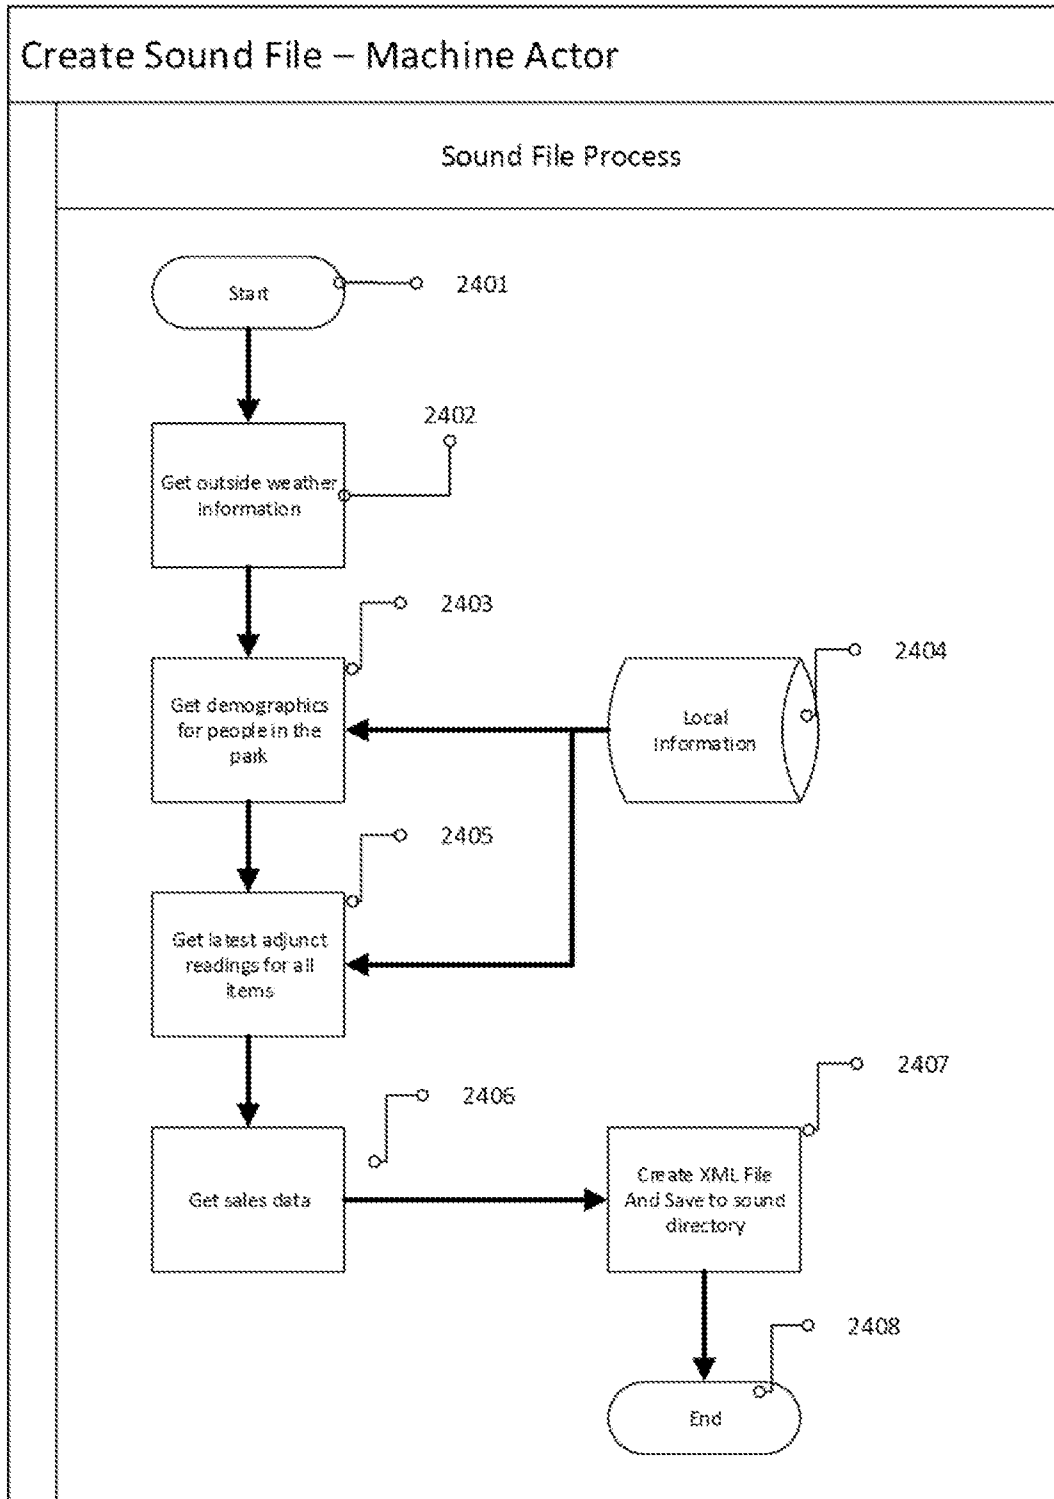 Create Sound File – Machine Actor
Sound File Process
Start
2401
2402
Get outside weather
information
2403
Get demographics
for people in the
park
2404
Local
Information
2405
Get latest adjunct
readings for all
items
2406
Get sales data
2407
Create XML File
And Save to sound
directory
2408
End